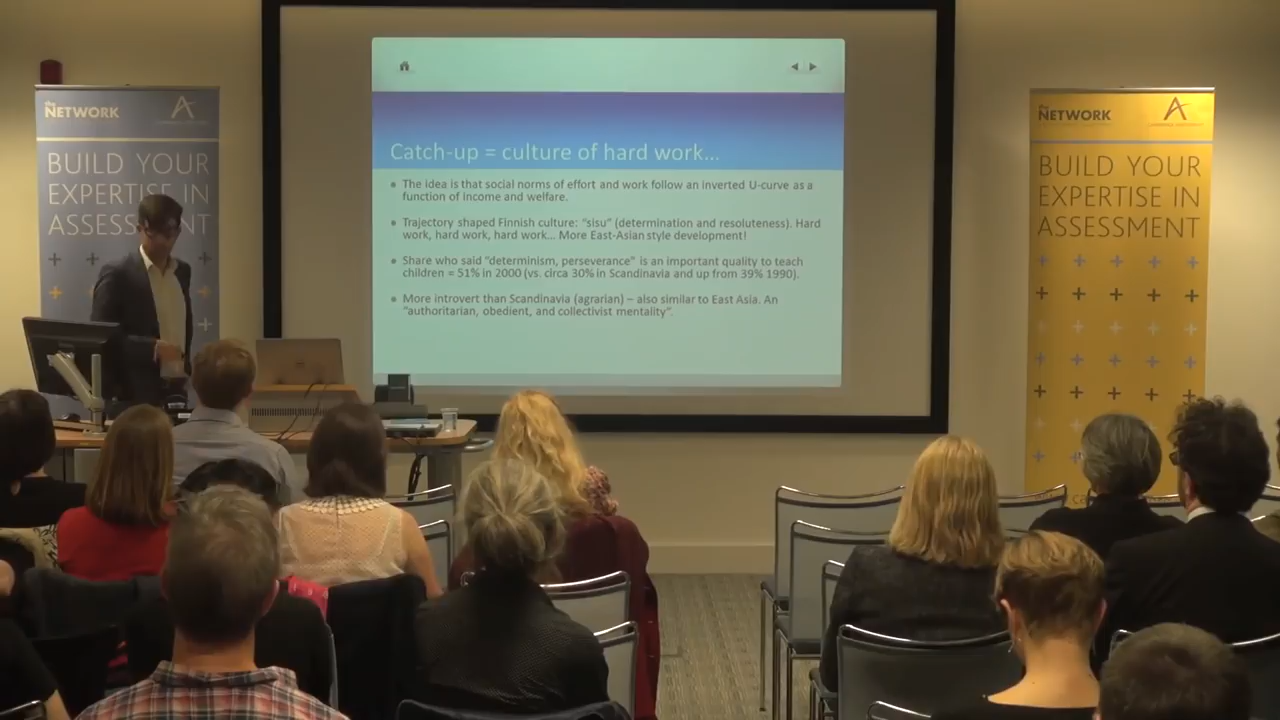 the
NETWORK
BUILD YOUR
EXPERTISE IN
ASSESSMENT
Catch-up = culture of hard work...
The idea is that social norms of effort and work follow an inverted U-curve as a
function of income and welfare.
Trajectory shaped Finnish culture: "sisu" (determination and resoluteness). Hard
work, hard work, hard work... More East-Asian style development!
Share who said "determinism, perseverance" is an important quality to teach
children = 51% in 2000 (vs. circa 30% in Scandinavia and up from 39% 1990).
More introvert than Scandinavia (agrarian) – also similar to East Asia. An
"authoritarian, obedient, and collectivist mentality".
the
NETWORK
BUILD YOUR
EXPERTISE IN
ASSESSMENT